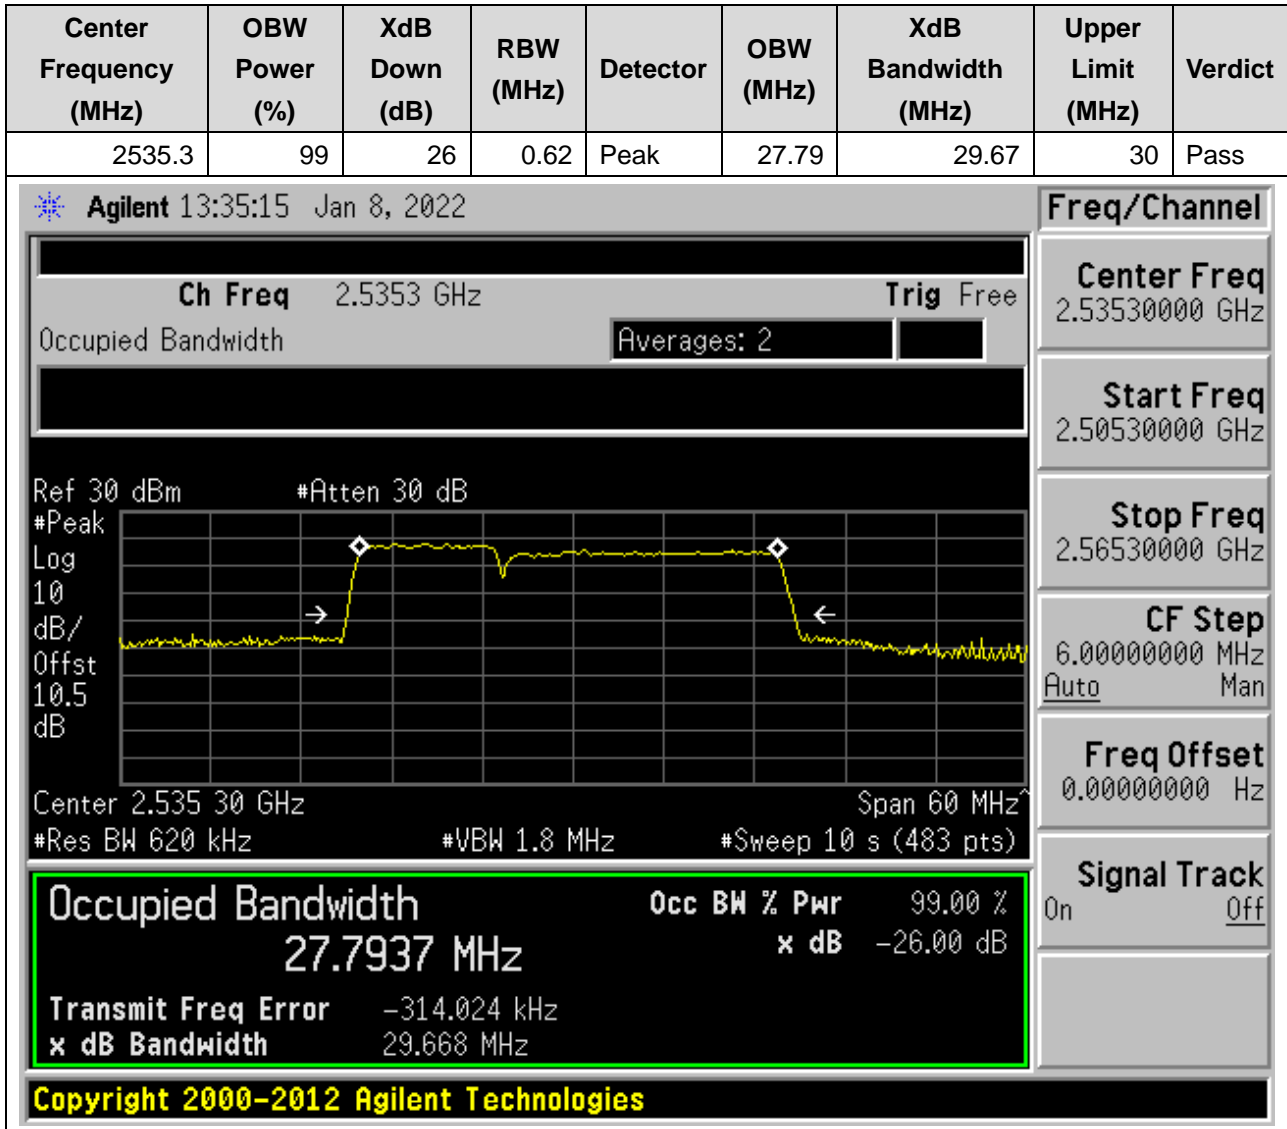 Center Frequency (MHz) OBW Power (%) XdB Down (dB) RBW (MHz) Detector OBW (MHz) XdB Bandwidth (MHz) Upper Limit (MHz) Verdict
2535.3 99 26 0.62 Peak 27.79 29.67 30 Pass
Agilent 13:35:15 Jan 8, 2022
Ch Freq 2.5353 GHz Trig Free
Occupied Bandwidth Averages: 2
Ref 30 dBm #Atten 30 dB
#Peak
Log
10
dB/
Offst
10.5
dB
Center 2.535 30 GHz Span 60 MHz^
#Res BW 620 kHz #VBW 1.8 MHz #Sweep 10 s (483 pts)
Occupied Bandwidth Occ BW % Pwr 99.00 %
27.7937 MHz x dB -26.00 dB
Transmit Freq Error -314.024 kHz
x dB Bandwidth 29.668 MHz
Copyright 2000-2012 Agilent Technologies
Freq/Channel
Center Freq
2.53530000 GHz
Start Freq
2.50530000 GHz
Stop Freq
2.56530000 GHz
CF Step
6.00000000 MHz
Auto Man
Freq Offset
0.00000000 Hz
Signal Track
On Off